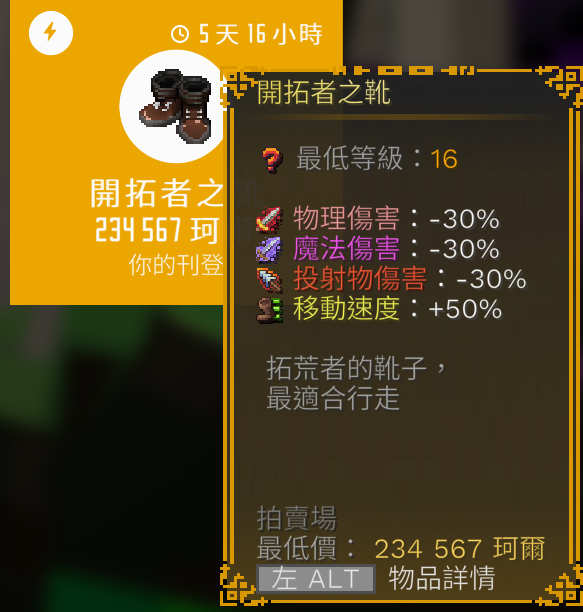 5 天 16 小時
開拓者之
234 567 珂
你的刊登
開拓者之靴
最低等級：16
物理傷害：-30%
魔法傷害：-30%
投射物傷害：-30%
移動速度：+50%
拓荒者的靴子，
最適合行走
拍賣場
最低價： 234 567 珂爾
左 ALT 物品詳情